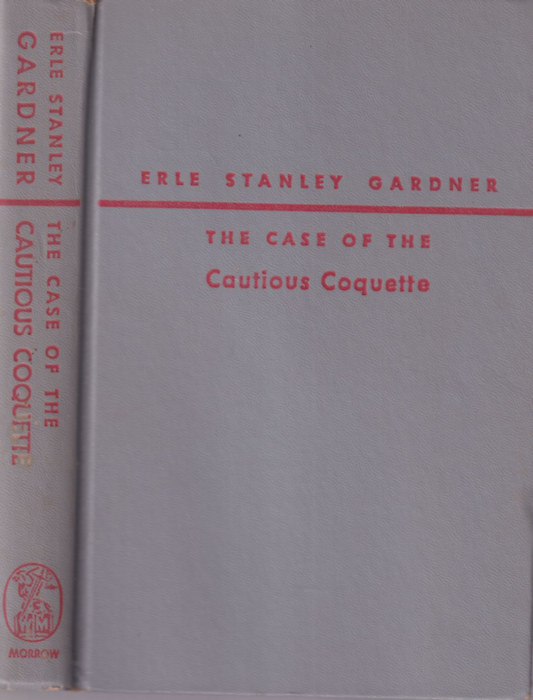 ERLE STANLEY
GARDNER
THE CASE OF THE
CAUTIOUS COQUETTE
WM
MORROW
ERLE STANLEY GARDNER
THE CASE OF THE
Cautious Coquette